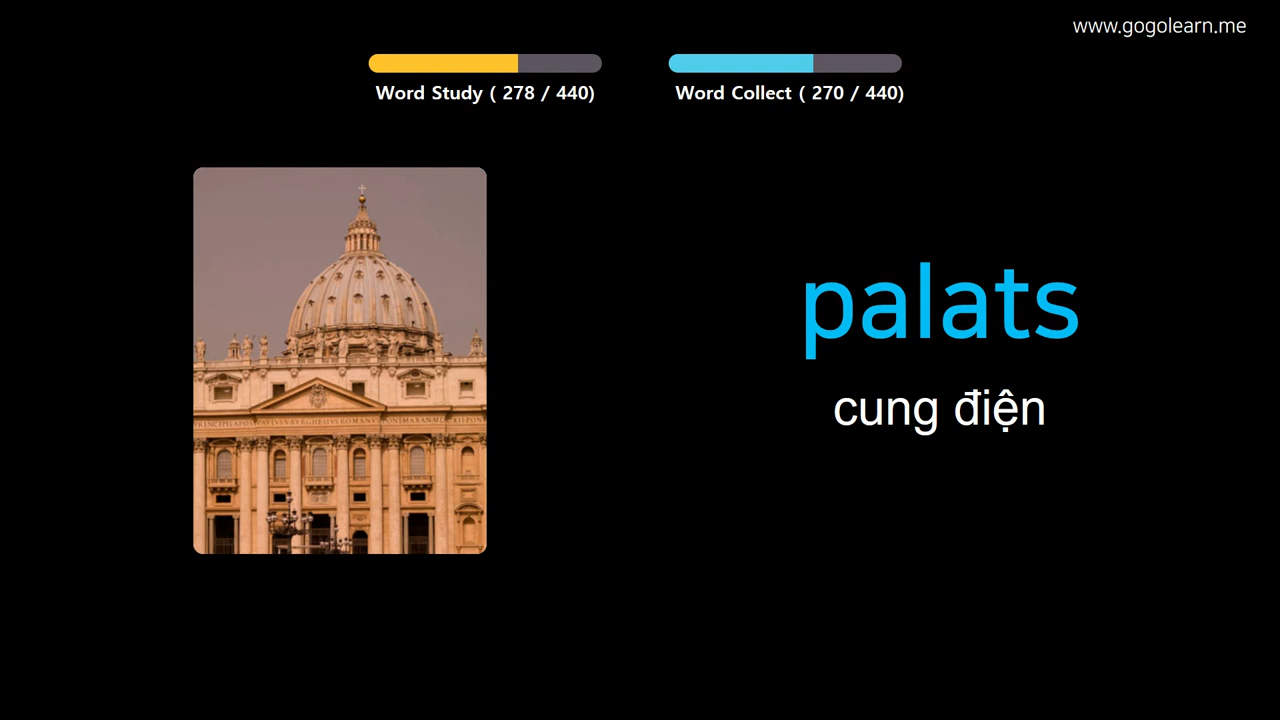 www.gogolearn.me
Word Study ( 278 / 440)
Word Collect ( 270 / 440)
palats
cung điện